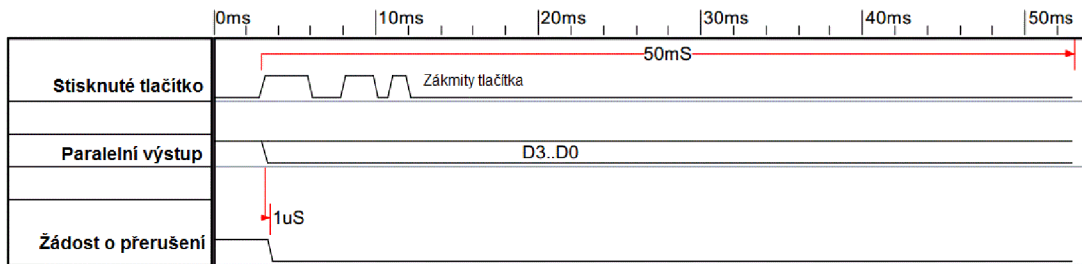 0ms 10ms 20ms 30ms 40ms 50ms
50mS
Stisknuté tlačítko
Zákmity tlačítka
Paralelní výstup
D3..D0
1uS
Žádost o přerušení